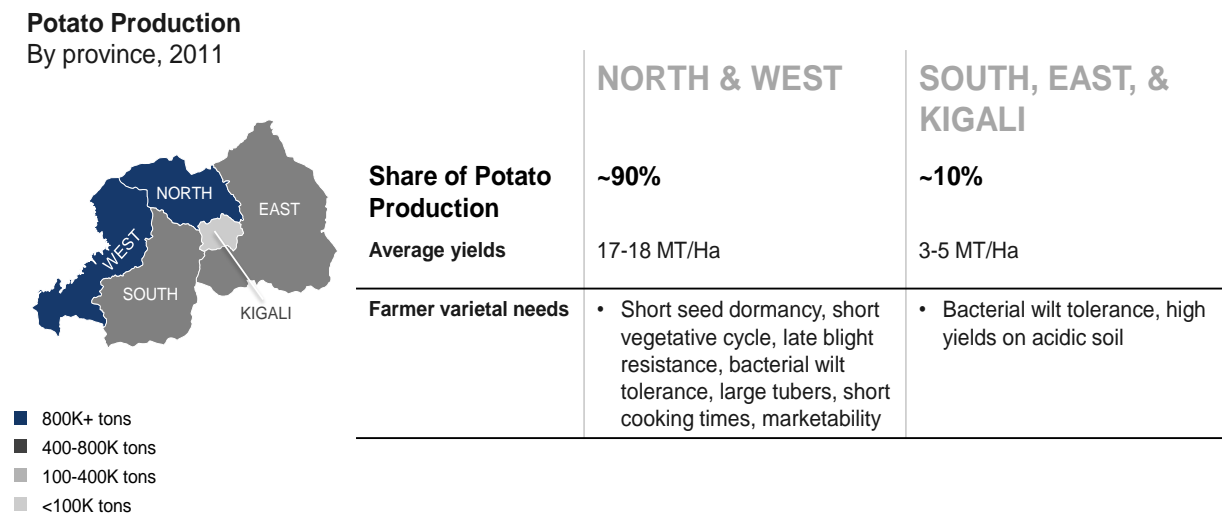 Potato Production
By province, 2011
NORTH & WEST
SOUTH, EAST, &
KIGALI
NORTH
EAST
WEST
SOUTH
KIGALI
Share of Potato
Production
~90%
~10%
Average yields
17-18 MT/Ha
3-5 MT/Ha
Farmer varietal needs
• Short seed dormancy, short
vegetative cycle, late blight
resistance, bacterial wilt
tolerance, large tubers, short
cooking times, marketability
• Bacterial wilt tolerance, high
yields on acidic soil
800K+ tons
400-800K tons
100-400K tons
<100K tons